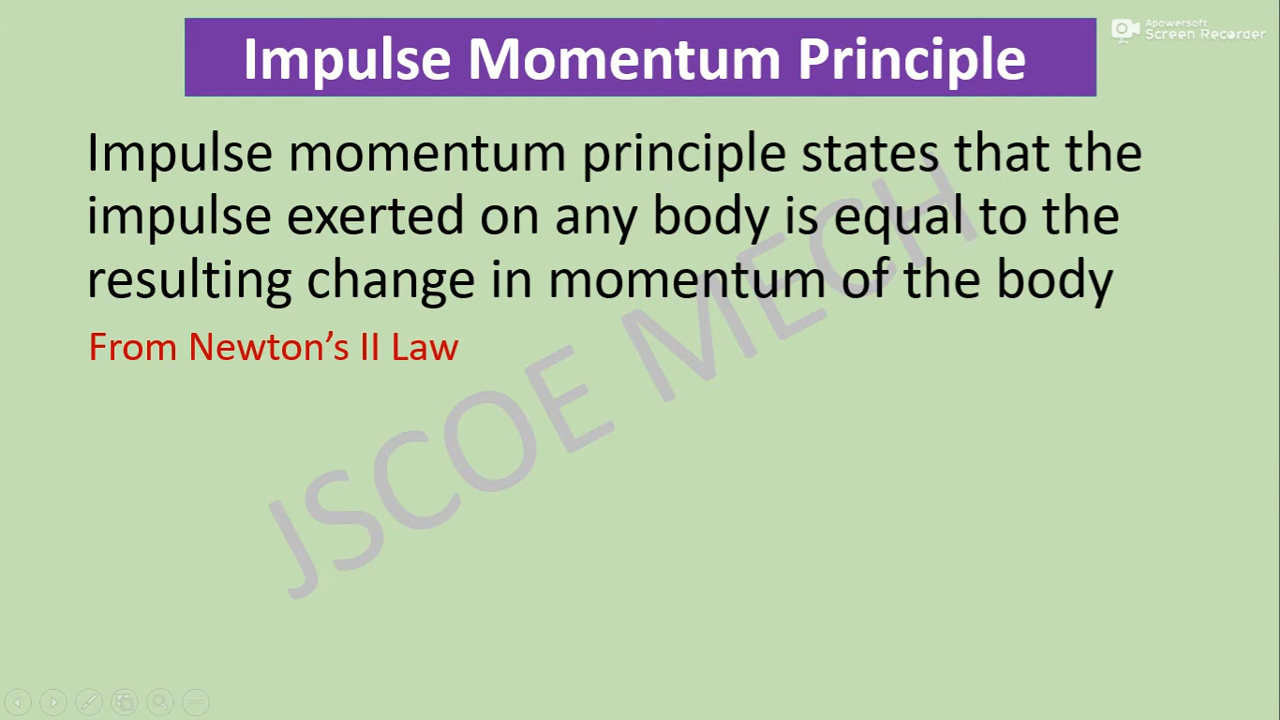 Impulse Momentum Principle
Apowersoft
Screen Recorder
Impulse momentum principle states that the
impulse exerted on any body is equal to the
resulting change in momentum of the body
From Newton’s II Law
JSCOE MECH